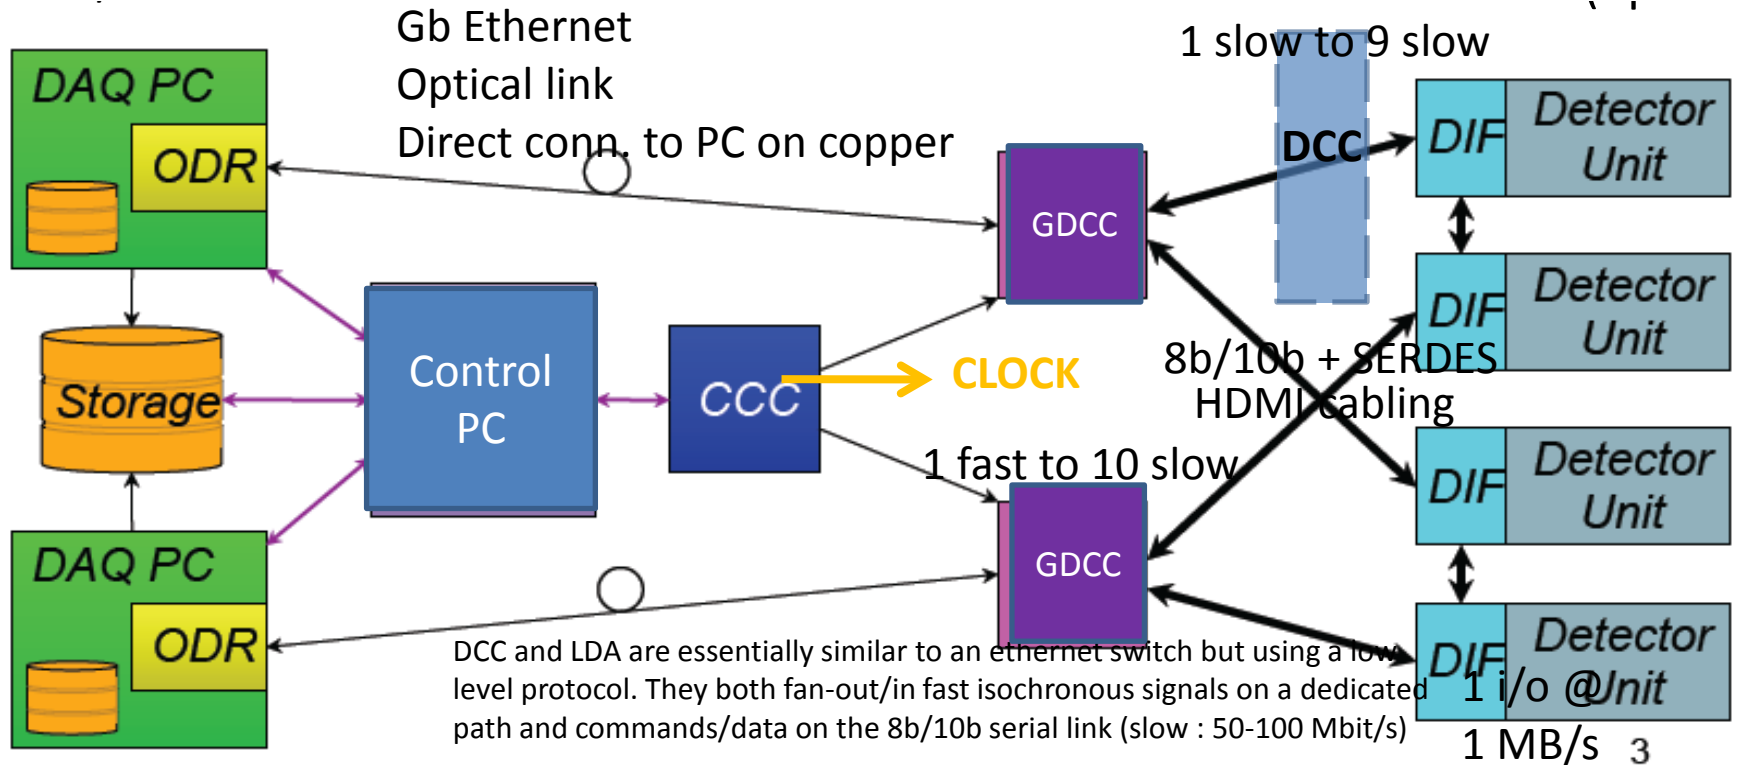 Gb Ethernet
Optical link
Direct conn. to PC on copper
1 slow to 9 slow
DAQ PC
ODR
GDCC
DCC
DIF
Detector
Unit
DIF
Detector
Unit
Storage
Control
PC
CCC
CLOCK
8b/10b + SERDES
HDMI cabling
1 fast to 10 slow
DIF
Detector
Unit
DAQ PC
ODR
GDCC
DIF
Detector
Unit
DCC and LDA are essentially similar to an ethernet switch but using a low
level protocol. They both fan-out/in fast isochronous signals on a dedicated
path and commands/data on the 8b/10b serial link (slow : 50-100 Mbit/s)
1 i/o @
1 MB/s
3